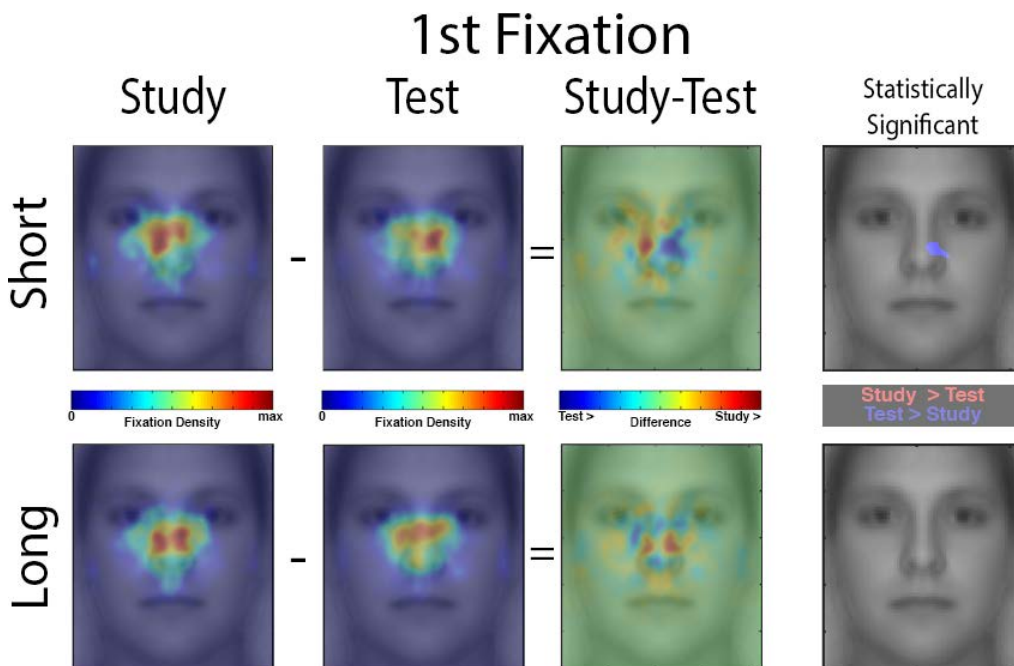 1st Fixation
Study Test Study-Test Statistically
Significant
Short
- =
0 max 0 max Test > Study > Study > Test
Fixation Density Fixation Density Difference Test > Study
Long
- =